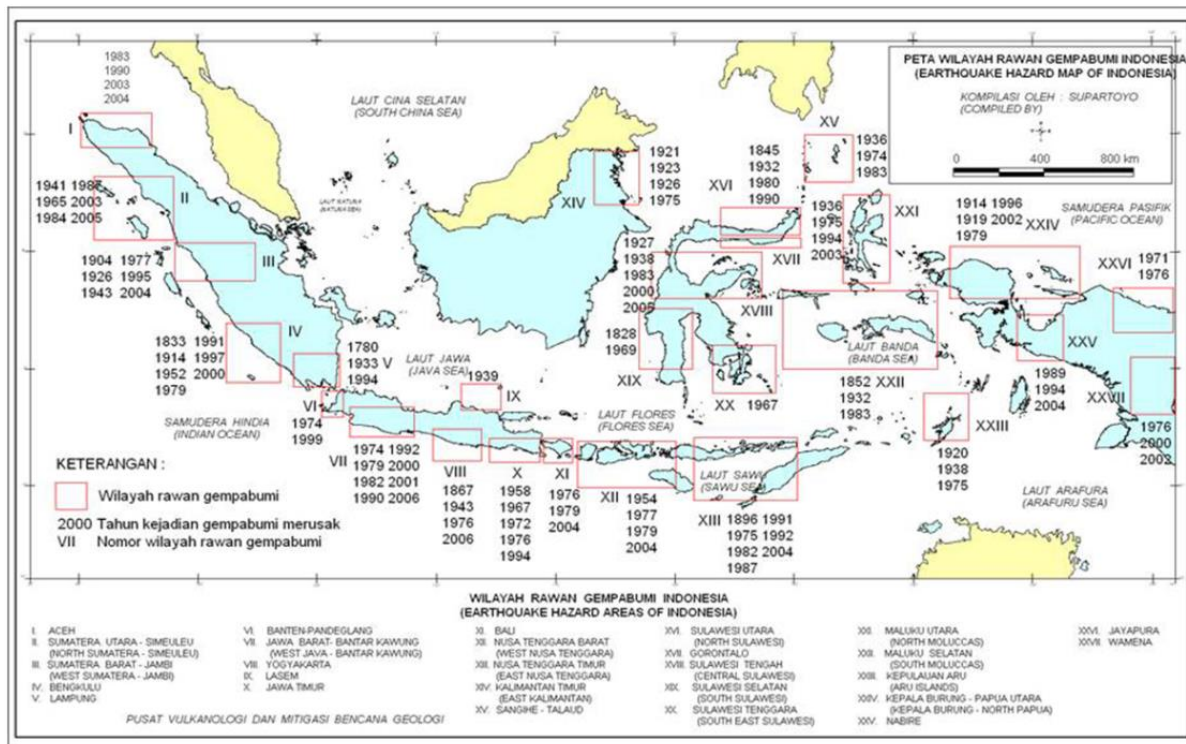 PETA WILAYAH RAWAN GEMPABUMI INDONESIA
(EARTHQUAKE HAZARD MAP OF INDONESIA)
KOMPILASI OLEH : SUPARTOYO
(COMPILED BY)
0 400 800 km
1983
1990
2003
2004
I
LAUT CINA SELATAN
(SOUTH CHINA SEA)
XV
1936
1974
1983
1921
1923
1926
1975
XIV
1845
1932
1980
1990
XVI
1941 1987
1965 2003
1984 2005
II
LAUT NATUNA
(NATUNA SEA)
1936
1975
1994
2003
XXI
XVII
1914 1996
1919 2002
1979
XXIV
SAMUDERA PASIFIK
(PACIFIC OCEAN)
XXVI
1971
1976
1904 1977
1926 1995
1943 2004
III
1927
1938
1983
2000
2005
XVIII
1833 1991
1914 1997
1952 2000
1979
IV
1780
1933 V
1994
LAUT JAWA
(JAVA SEA)
1828
1969
XIX
XX
1967
LAUT BANDA
(BANDA SEA)
1852
1932
1983
XXII
XXV
1989
1994
2004
XXVII
1976
2000
2002
1939
IX
SAMUDERA HINDIA
(INDIAN OCEAN)
VI
1974
1999
LAUT FLORES
(FLORES SEA)
XXIII
1920
1938
1975
VII
1974 1992
1979 2000
1982 2001
1990 2006
VIII
1867
1943
1976
2006
X
1958
1967
1972
1976
1994
XI
1976
1979
2004
XII
1954
1977
1979
2004
LAUT SAWU
(SAWU SEA)
XIII
1896 1991
1975 1992
1982 2004
1987
LAUT ARAFURA
(ARAFURU SEA)
KETERANGAN :
Wilayah rawan gempabumi
2000 Tahun kejadian gempabumi merusak
VII Nomor wilayah rawan gempabumi
WILAYAH RAWAN GEMPABUMI INDONESIA
(EARTHQUAKE HAZARD AREAS OF INDONESIA)
I. ACEH
II. SUMATERA UTARA - SIMEULEU
(NORTH SUMATERA - SIMEULEU)
III. SUMATERA BARAT - JAMBI
(WEST SUMATERA - JAMBI)
IV. BENGKULU
V. LAMPUNG
VI. BANTEN-PANDEGLANG
VII. JAWA BARAT- BANTAR KAWUNG
(WEST JAVA - BANTAR KAWUNG)
VIII. YOGYAKARTA
IX. LASEM
X. JAWA TIMUR
XI. BALI
XII. NUSA TENGGARA BARAT
(WEST NUSA TENGGARA)
XIII. NUSA TENGGARA TIMUR
(EAST NUSA TENGGARA)
XIV. KALIMANTAN TIMUR
(EAST KALIMANTAN)
XV. SANGIHE - TALAUD
XVI. SULAWESI UTARA
(NORTH SULAWESI)
XVII. GORONTALO
XVIII. SULAWESI TENGAH
(CENTRAL SULAWESI)
XIX. SULAWESI SELATAN
(SOUTH SULAWESI)
XX. SULAWESI TENGGARA
(SOUTH EAST SULAWESI)
XXI. MALUKU UTARA
(NORTH MOLUCCAS)
XXII. MALUKU SELATAN
(SOUTH MOLUCCAS)
XXIII. KEPULAUAN ARU
(ARU ISLANDS)
XXIV. KEPALA BURUNG - PAPUA UTARA
(KEPALA BURUNG - NORTH PAPUA)
XXV. NABIRE
XXVI. JAYAPURA
XXVII. WAMENA
PUSAT VULKANOLOGI DAN MITIGASI BENCANA GEOLOGI